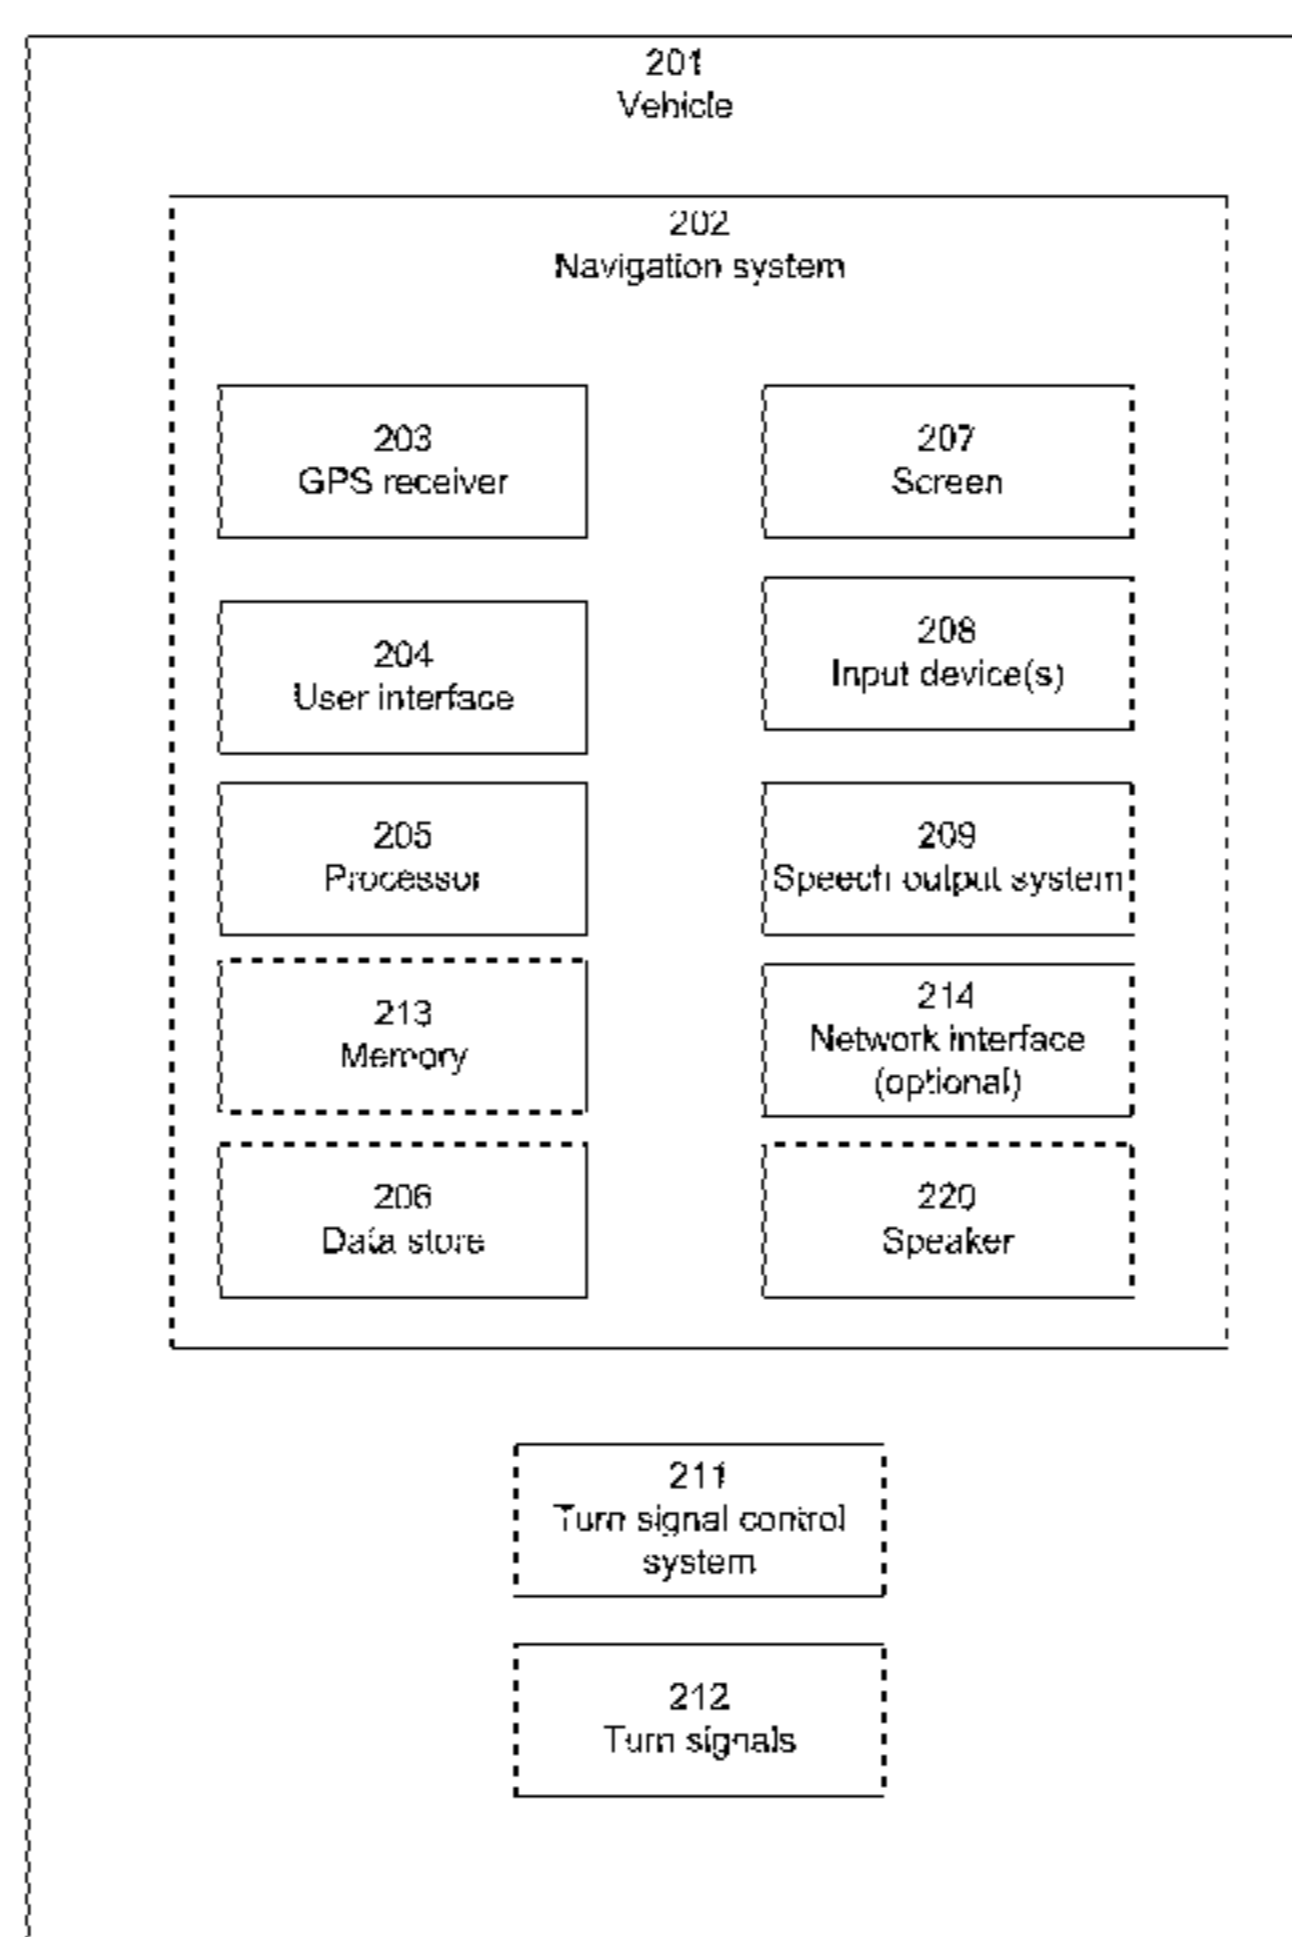 201
Vehicle
202
Navigation system
203
GPS receiver
207
Screen
204
User interface
208
Input device(s)
205
Processor
209
Speech output system
213
Memory
214
Network interface
(optional)
206
Data store
220
Speaker
211
Turn signal control
system
212
Turn signals